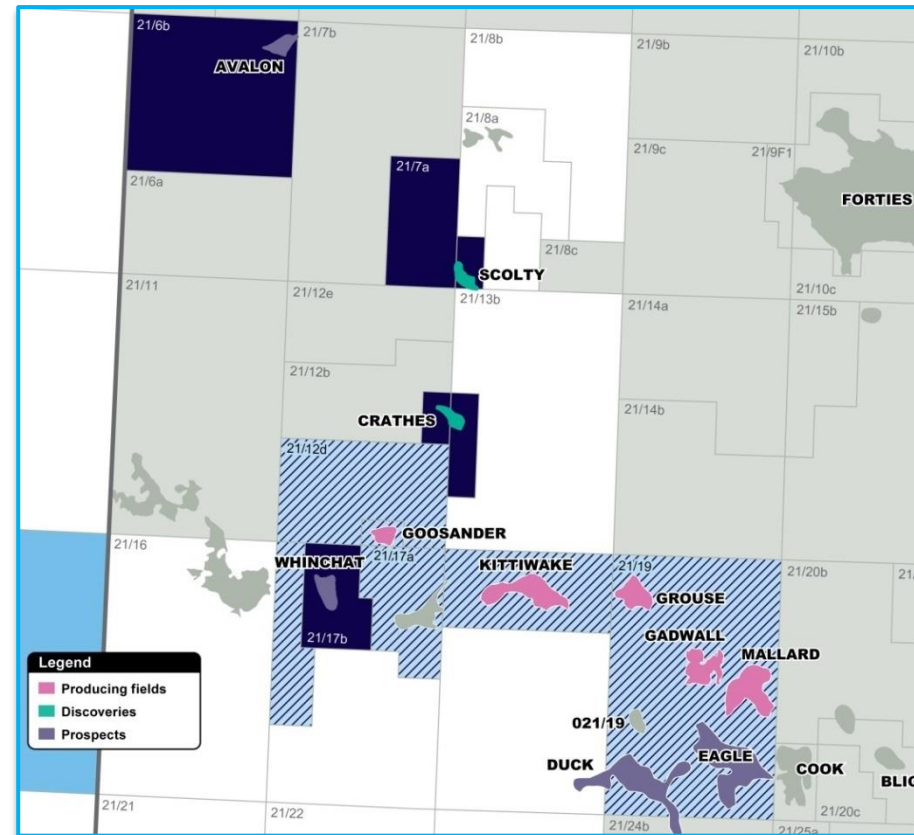 21/6b
21/7b
21/8b
21/9b
21/10b
AVALON
21/8a
21/9c
21/9F1
21/7a
21/6a
FORTIES
21/8c
SCOLTY
21/11
21/12e
21/13b
21/14a
21/10c
21/15b
21/12b
21/14b
CRATHES
21/12d
GOOSANDER
21/16
WHINCHAT
21/17a
KITTIWAKE
21/19
21/20b
GROUSE
21/17b
GADWALL
MALLARD
Legend
Producing fields
Discoveries
Prospects
021/19
DUCK
EAGLE
COOK
21/21
21/22
21/24b
21/20c
21/25a